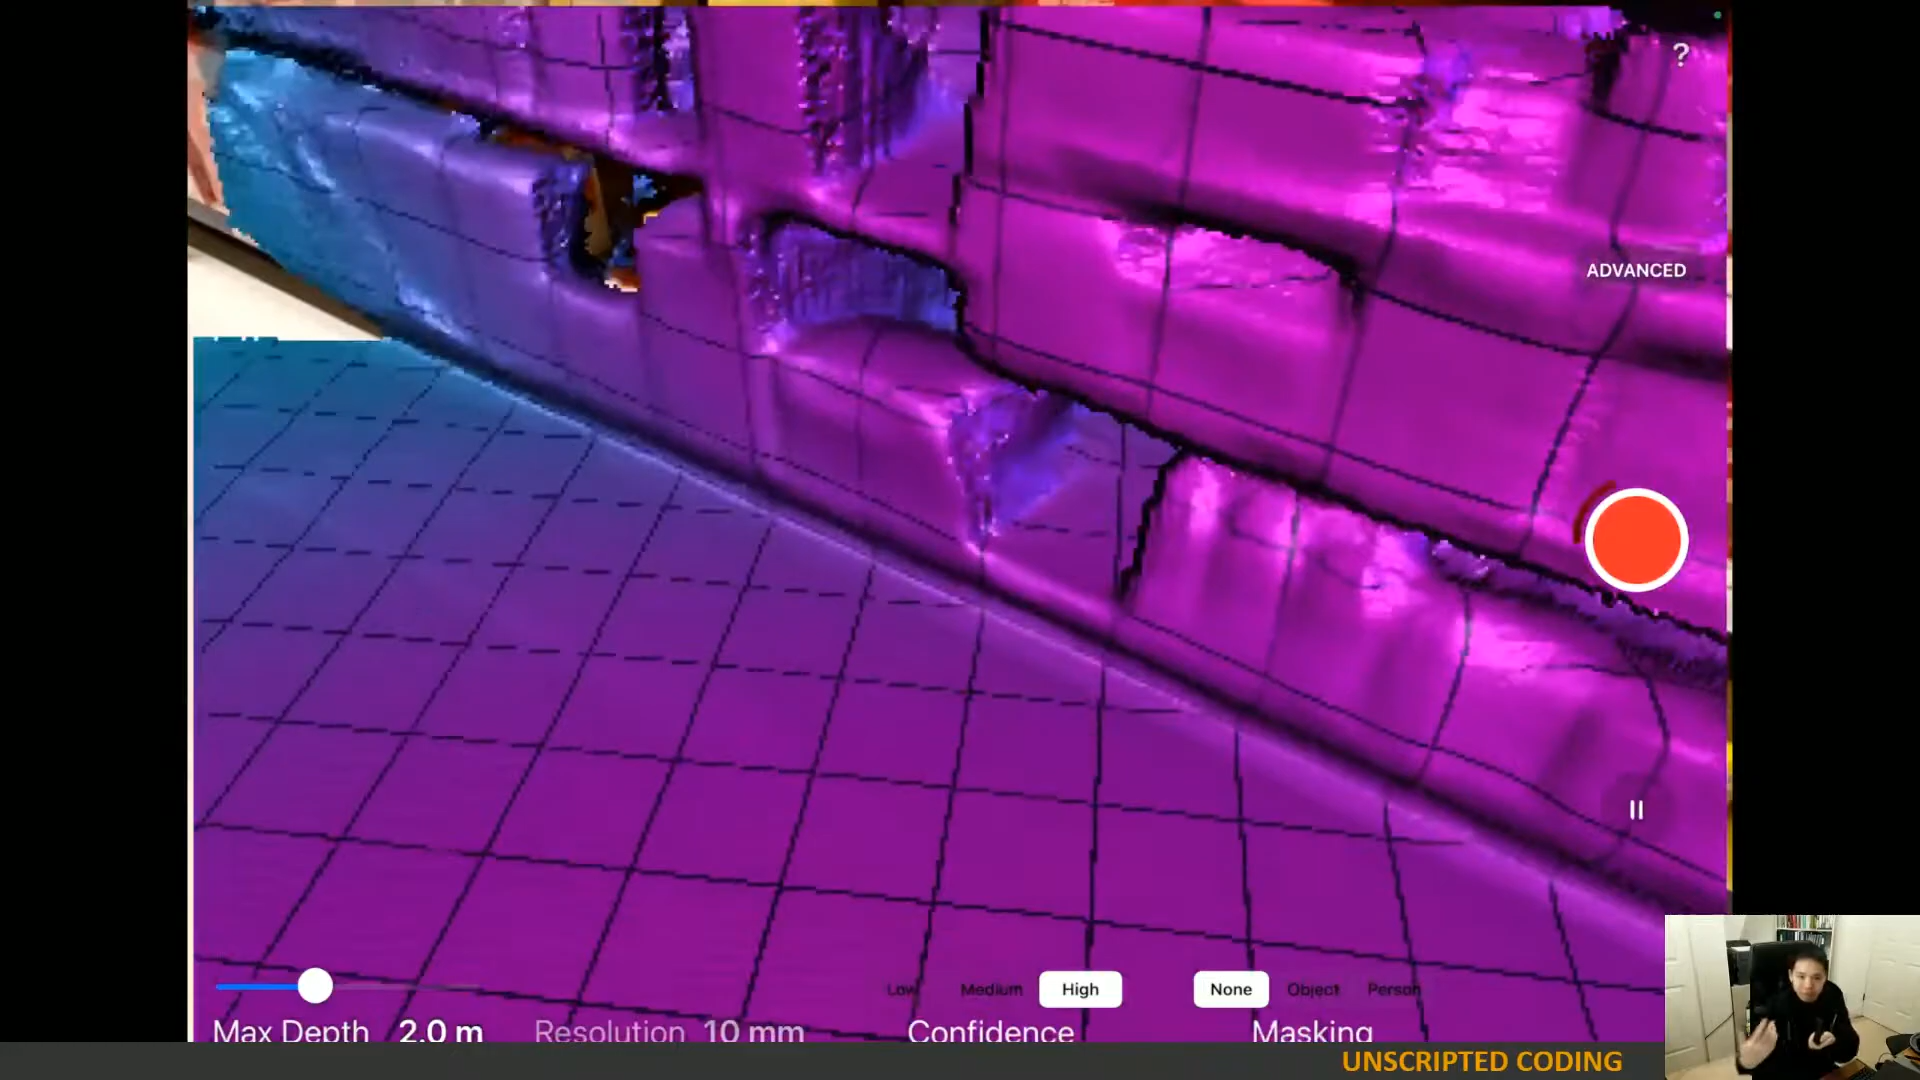 ?
ADVANCED
Low Medium High None Object Person
Max Depth 2.0 m Resolution 10 mm Confidence Masking
UNSCRIPTED CODING